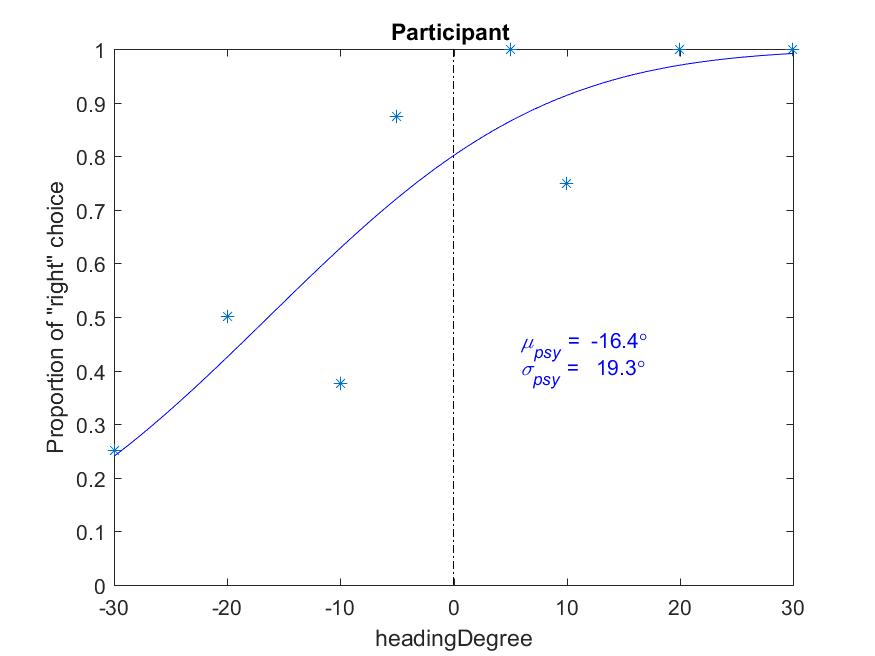 Participant
1
0.9
0.8
0.7
0.6
0.5
0.4
0.3
0.2
0.1
0
Proportion of "right" choice
μpsy = -16.4°
σpsy = 19.3°
-30 -20 -10 0 10 20 30
headingDegree